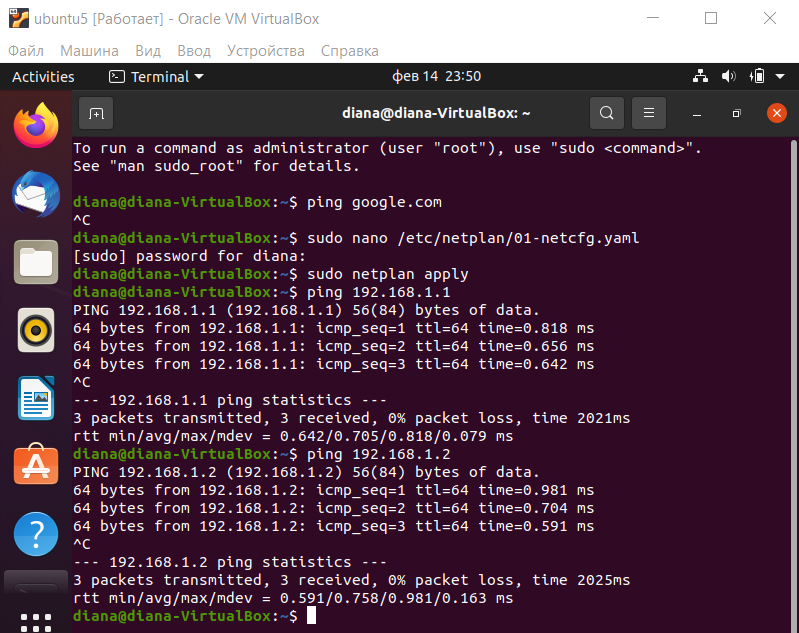 ubuntu5 [Работает] - Oracle VM VirtualBox
Файл Машина Вид Ввод Устройства Справка
Activities Terminal фев 14 23:50
diana@diana-VirtualBox: ~
To run a command as administrator (user "root"), use "sudo <command>".
See "man sudo_root" for details.
diana@diana-VirtualBox:~$ ping google.com
^C
diana@diana-VirtualBox:~$ sudo nano /etc/netplan/01-netcfg.yaml
[sudo] password for diana:
diana@diana-VirtualBox:~$ sudo netplan apply
diana@diana-VirtualBox:~$ ping 192.168.1.1
PING 192.168.1.1 (192.168.1.1) 56(84) bytes of data.
64 bytes from 192.168.1.1: icmp_seq=1 ttl=64 time=0.818 ms
64 bytes from 192.168.1.1: icmp_seq=2 ttl=64 time=0.656 ms
64 bytes from 192.168.1.1: icmp_seq=3 ttl=64 time=0.642 ms
^C
--- 192.168.1.1 ping statistics ---
3 packets transmitted, 3 received, 0% packet loss, time 2021ms
rtt min/avg/max/mdev = 0.642/0.705/0.818/0.079 ms
diana@diana-VirtualBox:~$ ping 192.168.1.2
PING 192.168.1.2 (192.168.1.2) 56(84) bytes of data.
64 bytes from 192.168.1.2: icmp_seq=1 ttl=64 time=0.981 ms
64 bytes from 192.168.1.2: icmp_seq=2 ttl=64 time=0.704 ms
64 bytes from 192.168.1.2: icmp_seq=3 ttl=64 time=0.591 ms
^C
--- 192.168.1.2 ping statistics ---
3 packets transmitted, 3 received, 0% packet loss, time 2025ms
rtt min/avg/max/mdev = 0.591/0.758/0.981/0.163 ms
diana@diana-VirtualBox:~$